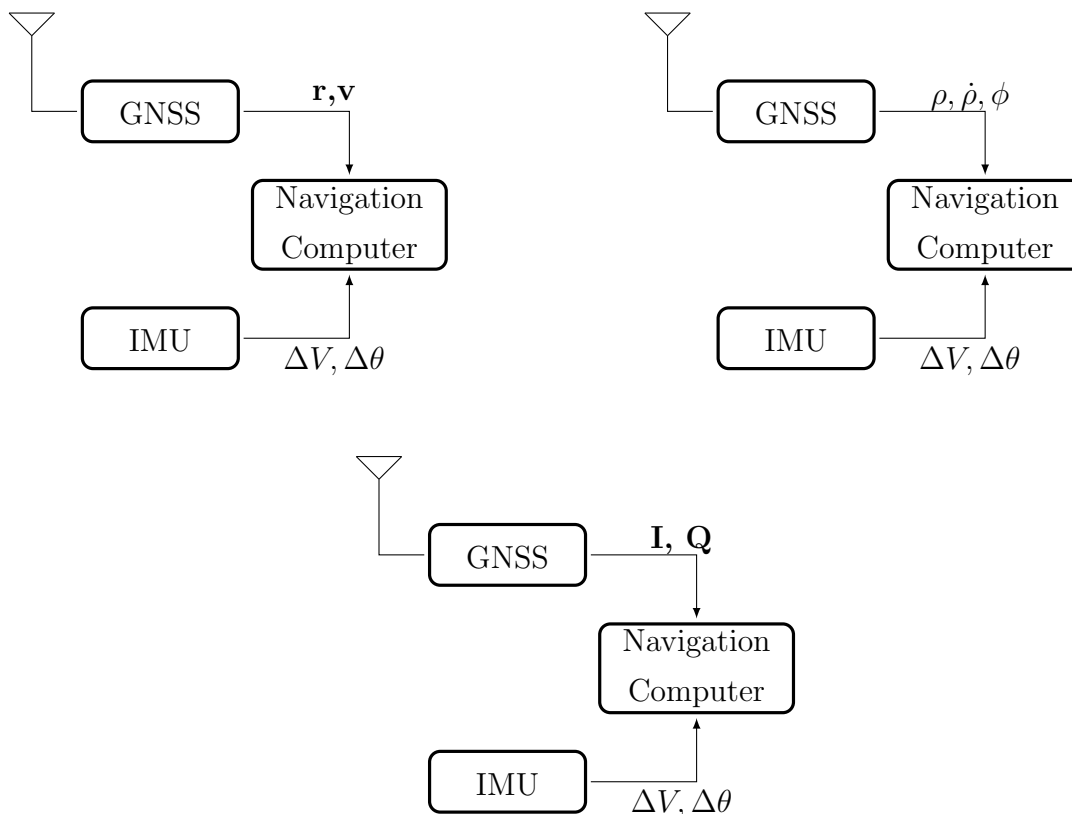 GNSS
r,v
Navigation
Computer
IMU
ΔV, Δθ
GNSS
ρ, ρ̇, ϕ
Navigation
Computer
IMU
ΔV, Δθ
GNSS
I, Q
Navigation
Computer
IMU
ΔV, Δθ